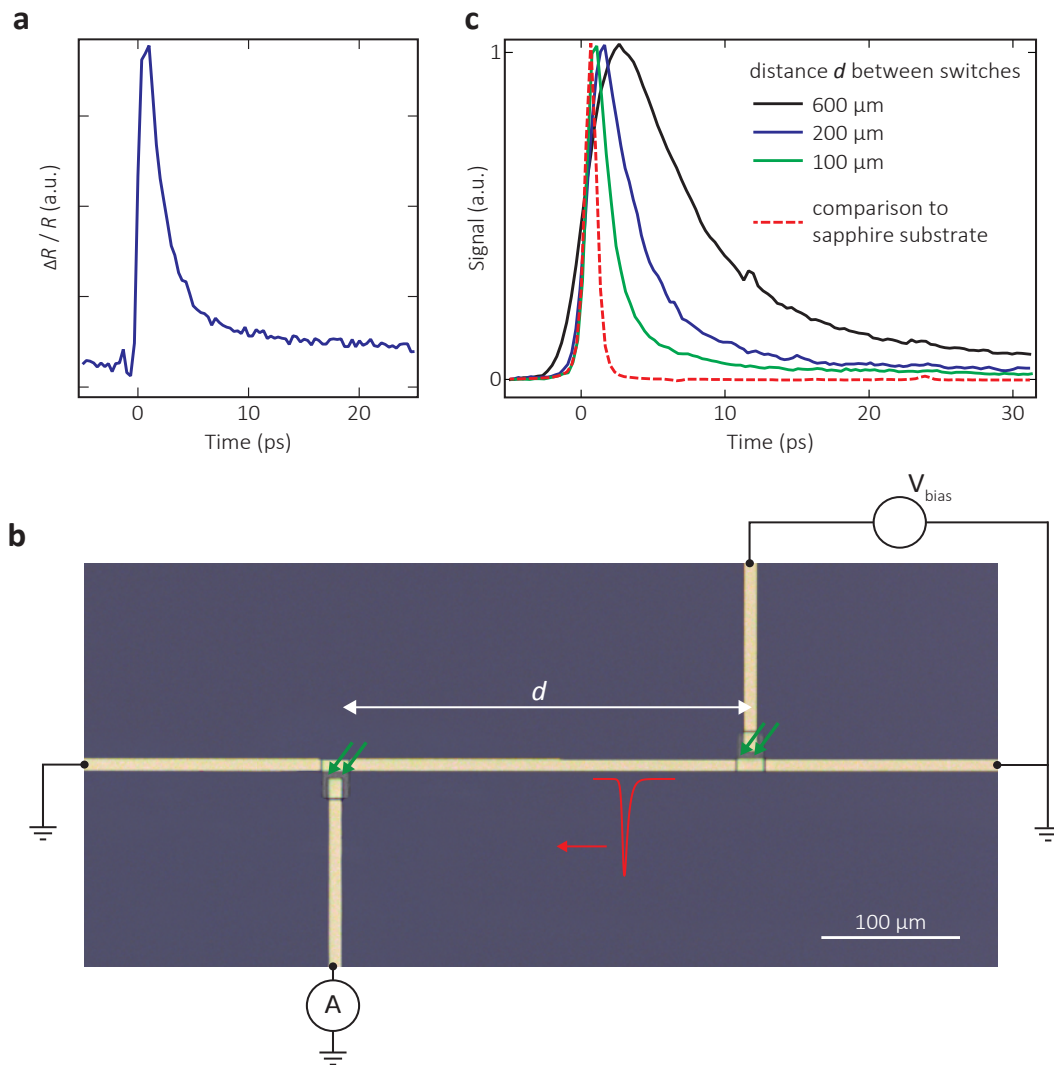 a
ΔR / R (a.u.)
0
10
20
Time (ps)
c
1
0
Signal (a.u.)
distance d between switches
600 μm
200 μm
100 μm
comparison to
sapphire substrate
0
10
20
30
Time (ps)
b
Vbias
d
100 μm
A